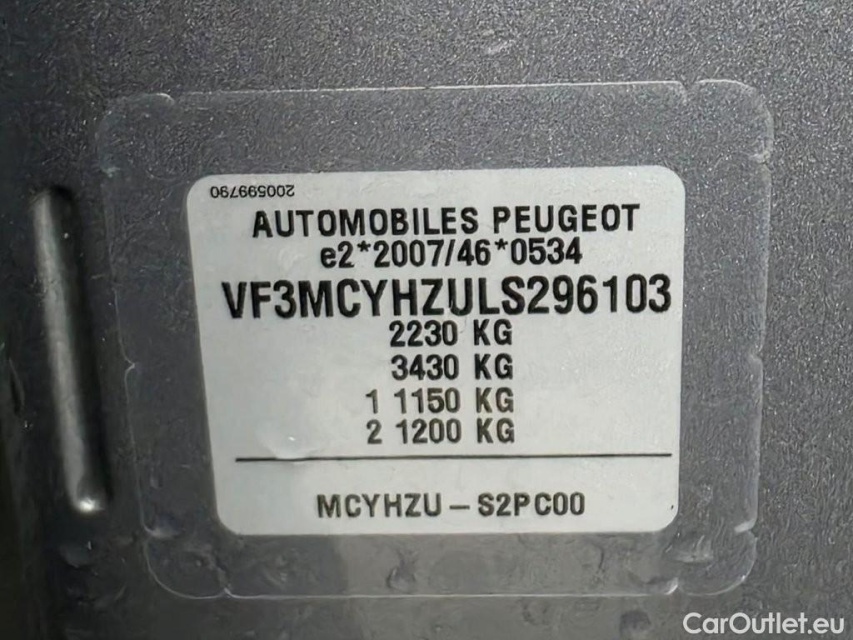 200599790
AUTOMOBILES PEUGEOT
e2*2007/46*0534
VF3MCYHZULS296103
2230 KG
3430 KG
1 1150 KG
2 1200 KG
MCYHZU – S2PC00
CarOutlet.eu